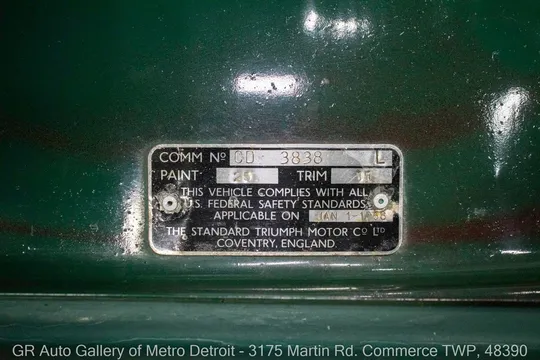 COMM Nº CD 3838 L
PAINT 25 TRIM 11
THIS VEHICLE COMPLIES WITH ALL
U.S. FEDERAL SAFETY STANDARDS
APPLICABLE ON JAN 1-1968
THE STANDARD TRIUMPH MOTOR Cº LTD
COVENTRY, ENGLAND.
GR Auto Gallery of Metro Detroit - 3175 Martin Rd. Commerce TWP, 48390